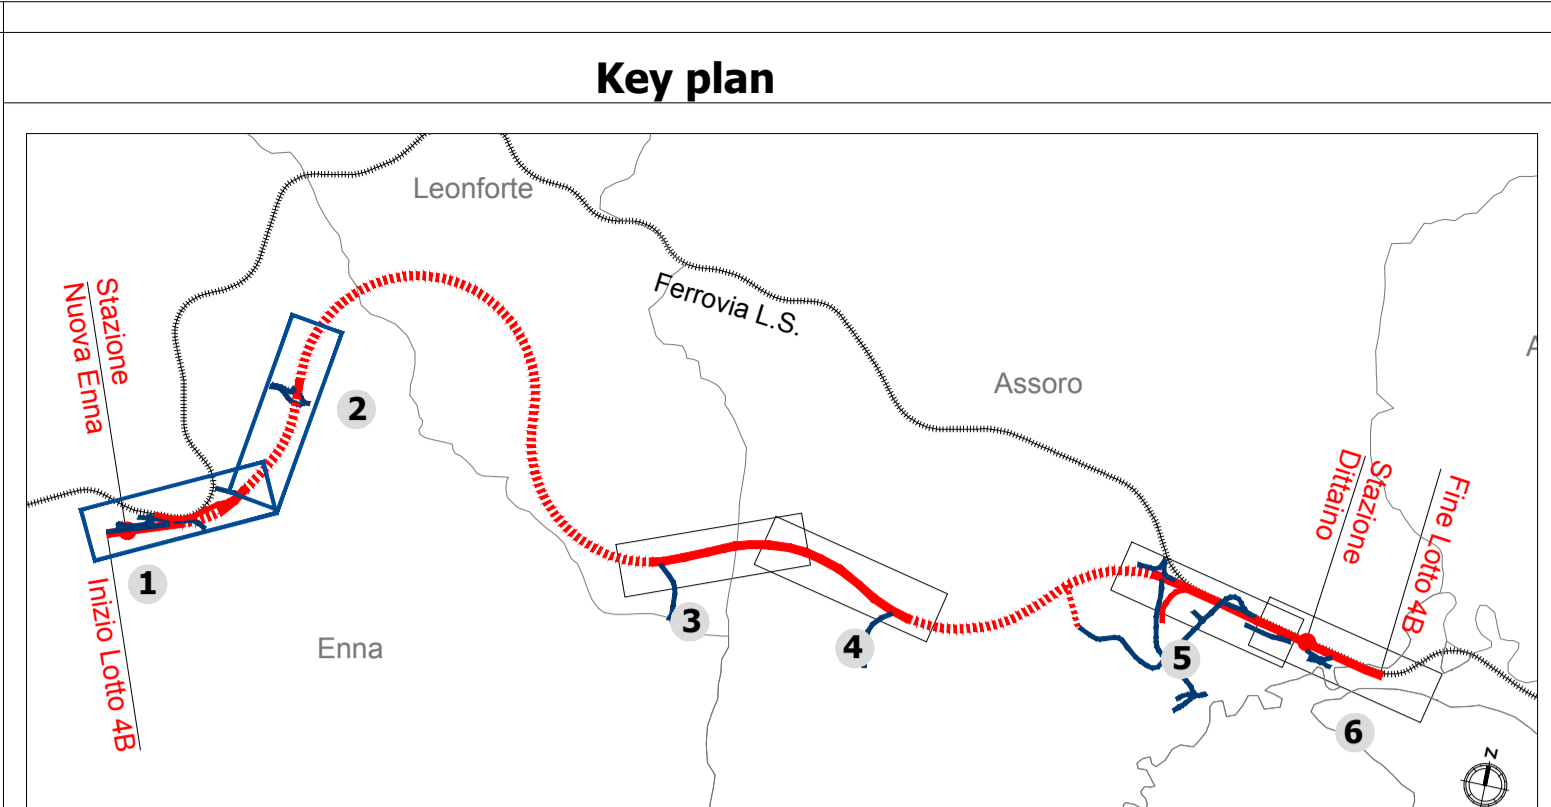 Key plan
Leonforte
Ferrovia L.S.
Stazione
Nuova Enna
2
Assoro
A
1
Inizio Lotto 4B
Enna
3
4
5
Stazione
Dittaino
Fine Lotto 4B
6
N